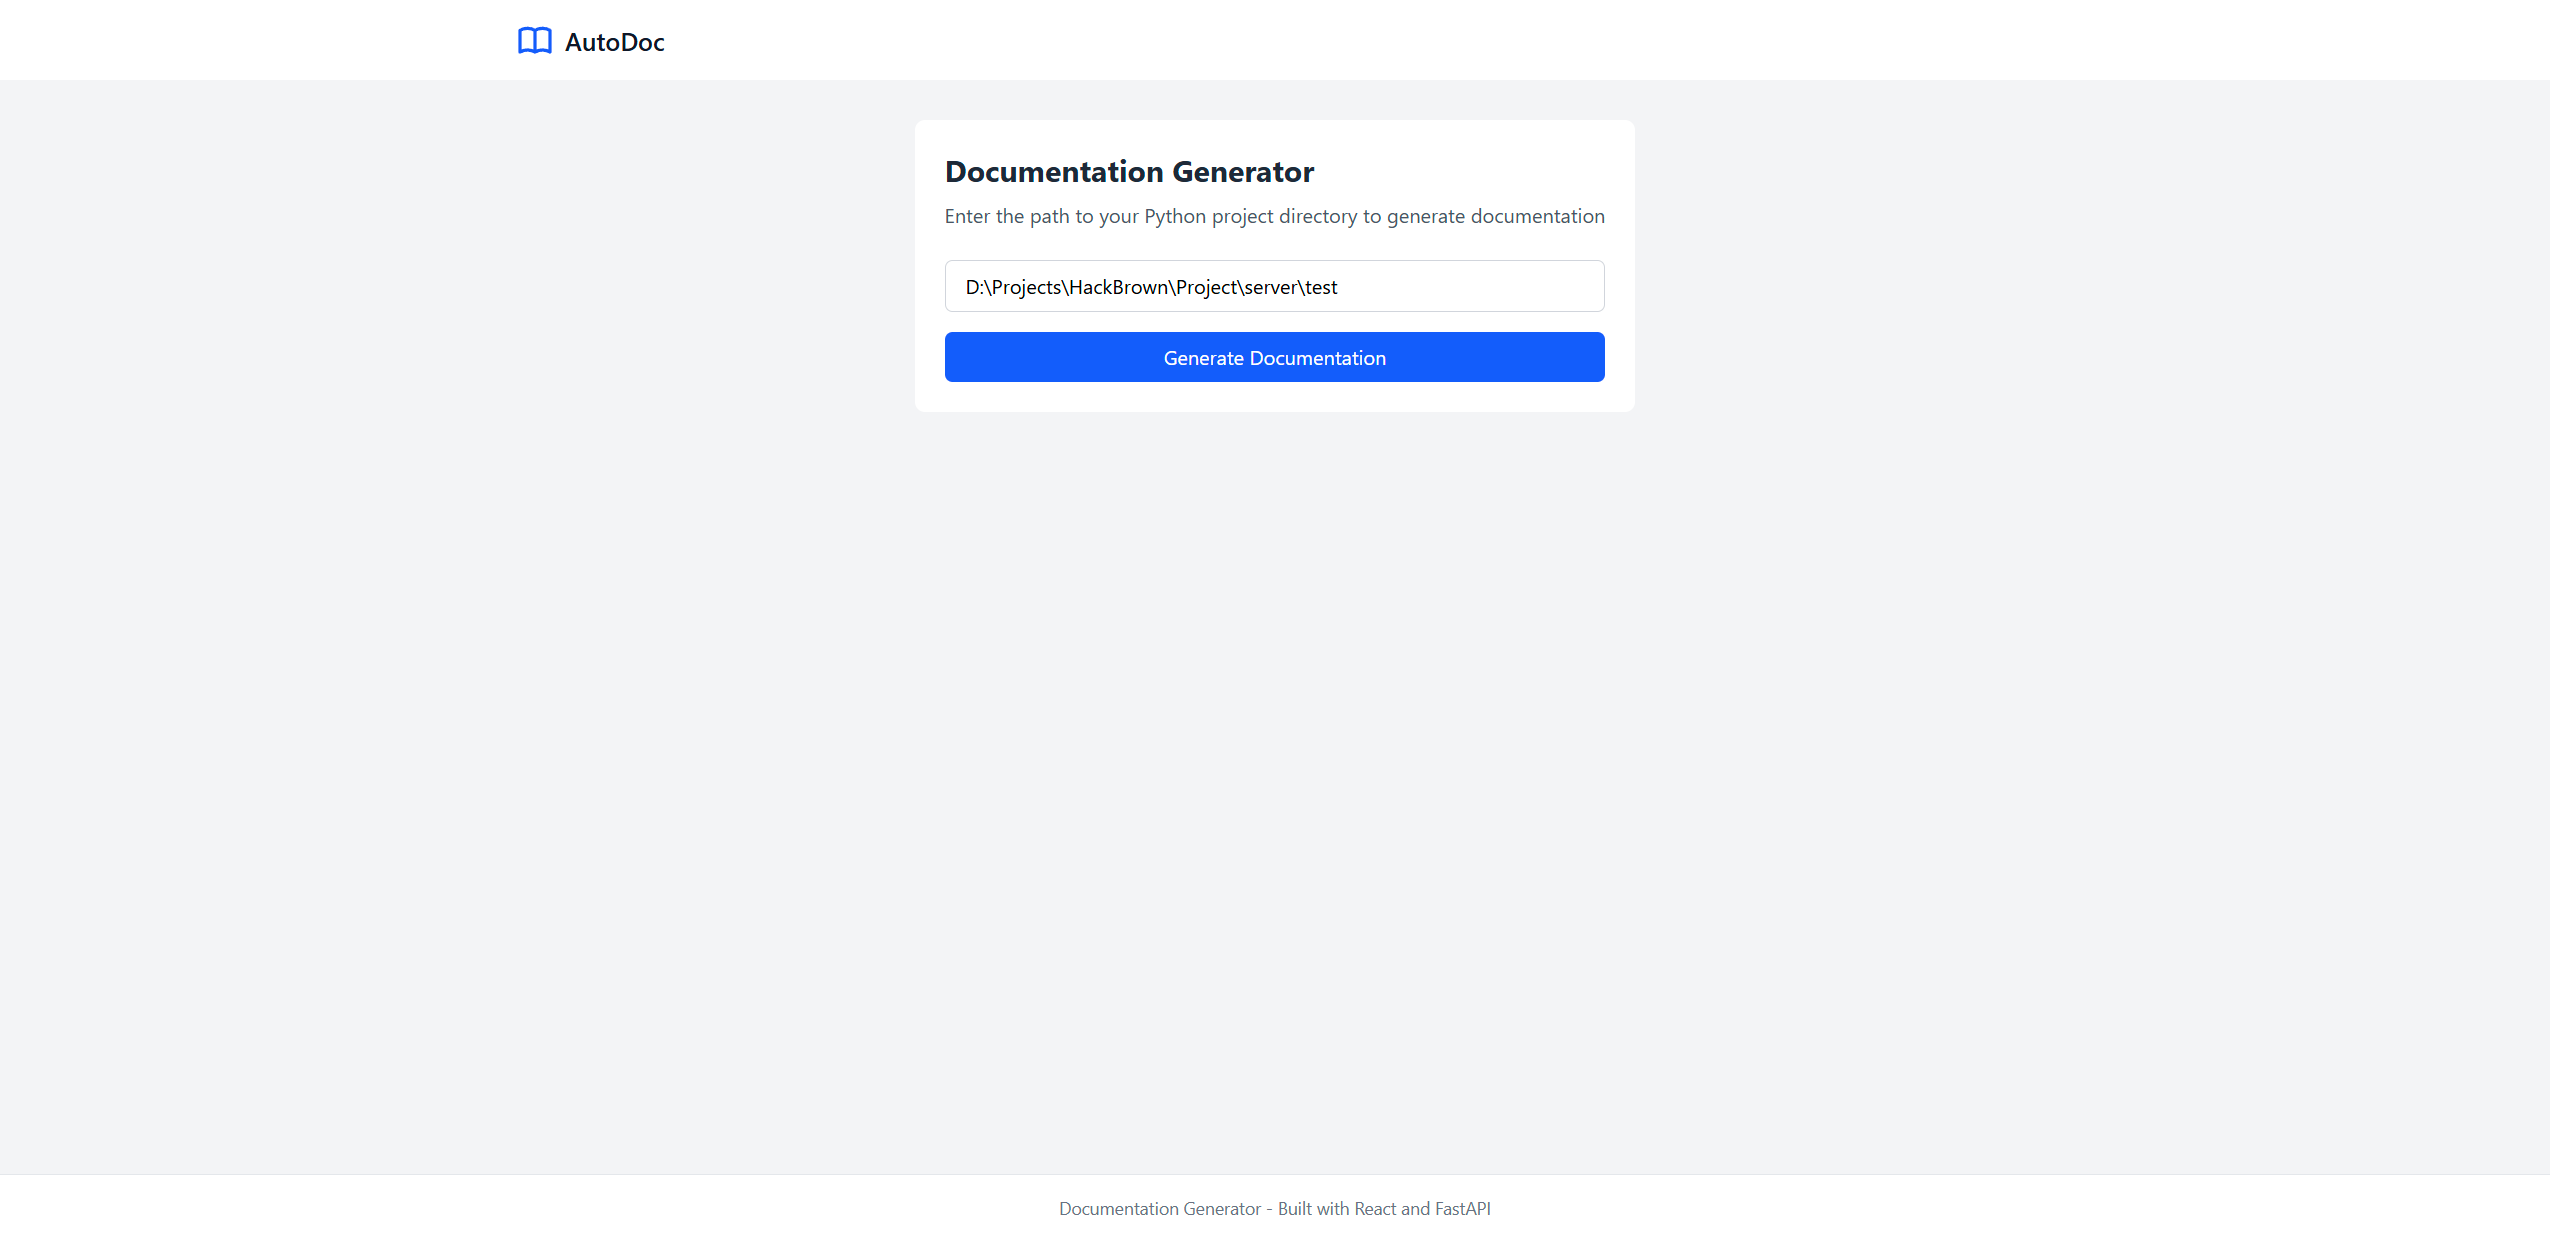 AutoDoc
Documentation Generator
Enter the path to your Python project directory to generate documentation
D:\Projects\HackBrown\Project\server\test
Generate Documentation
Documentation Generator - Built with React and FastAPI